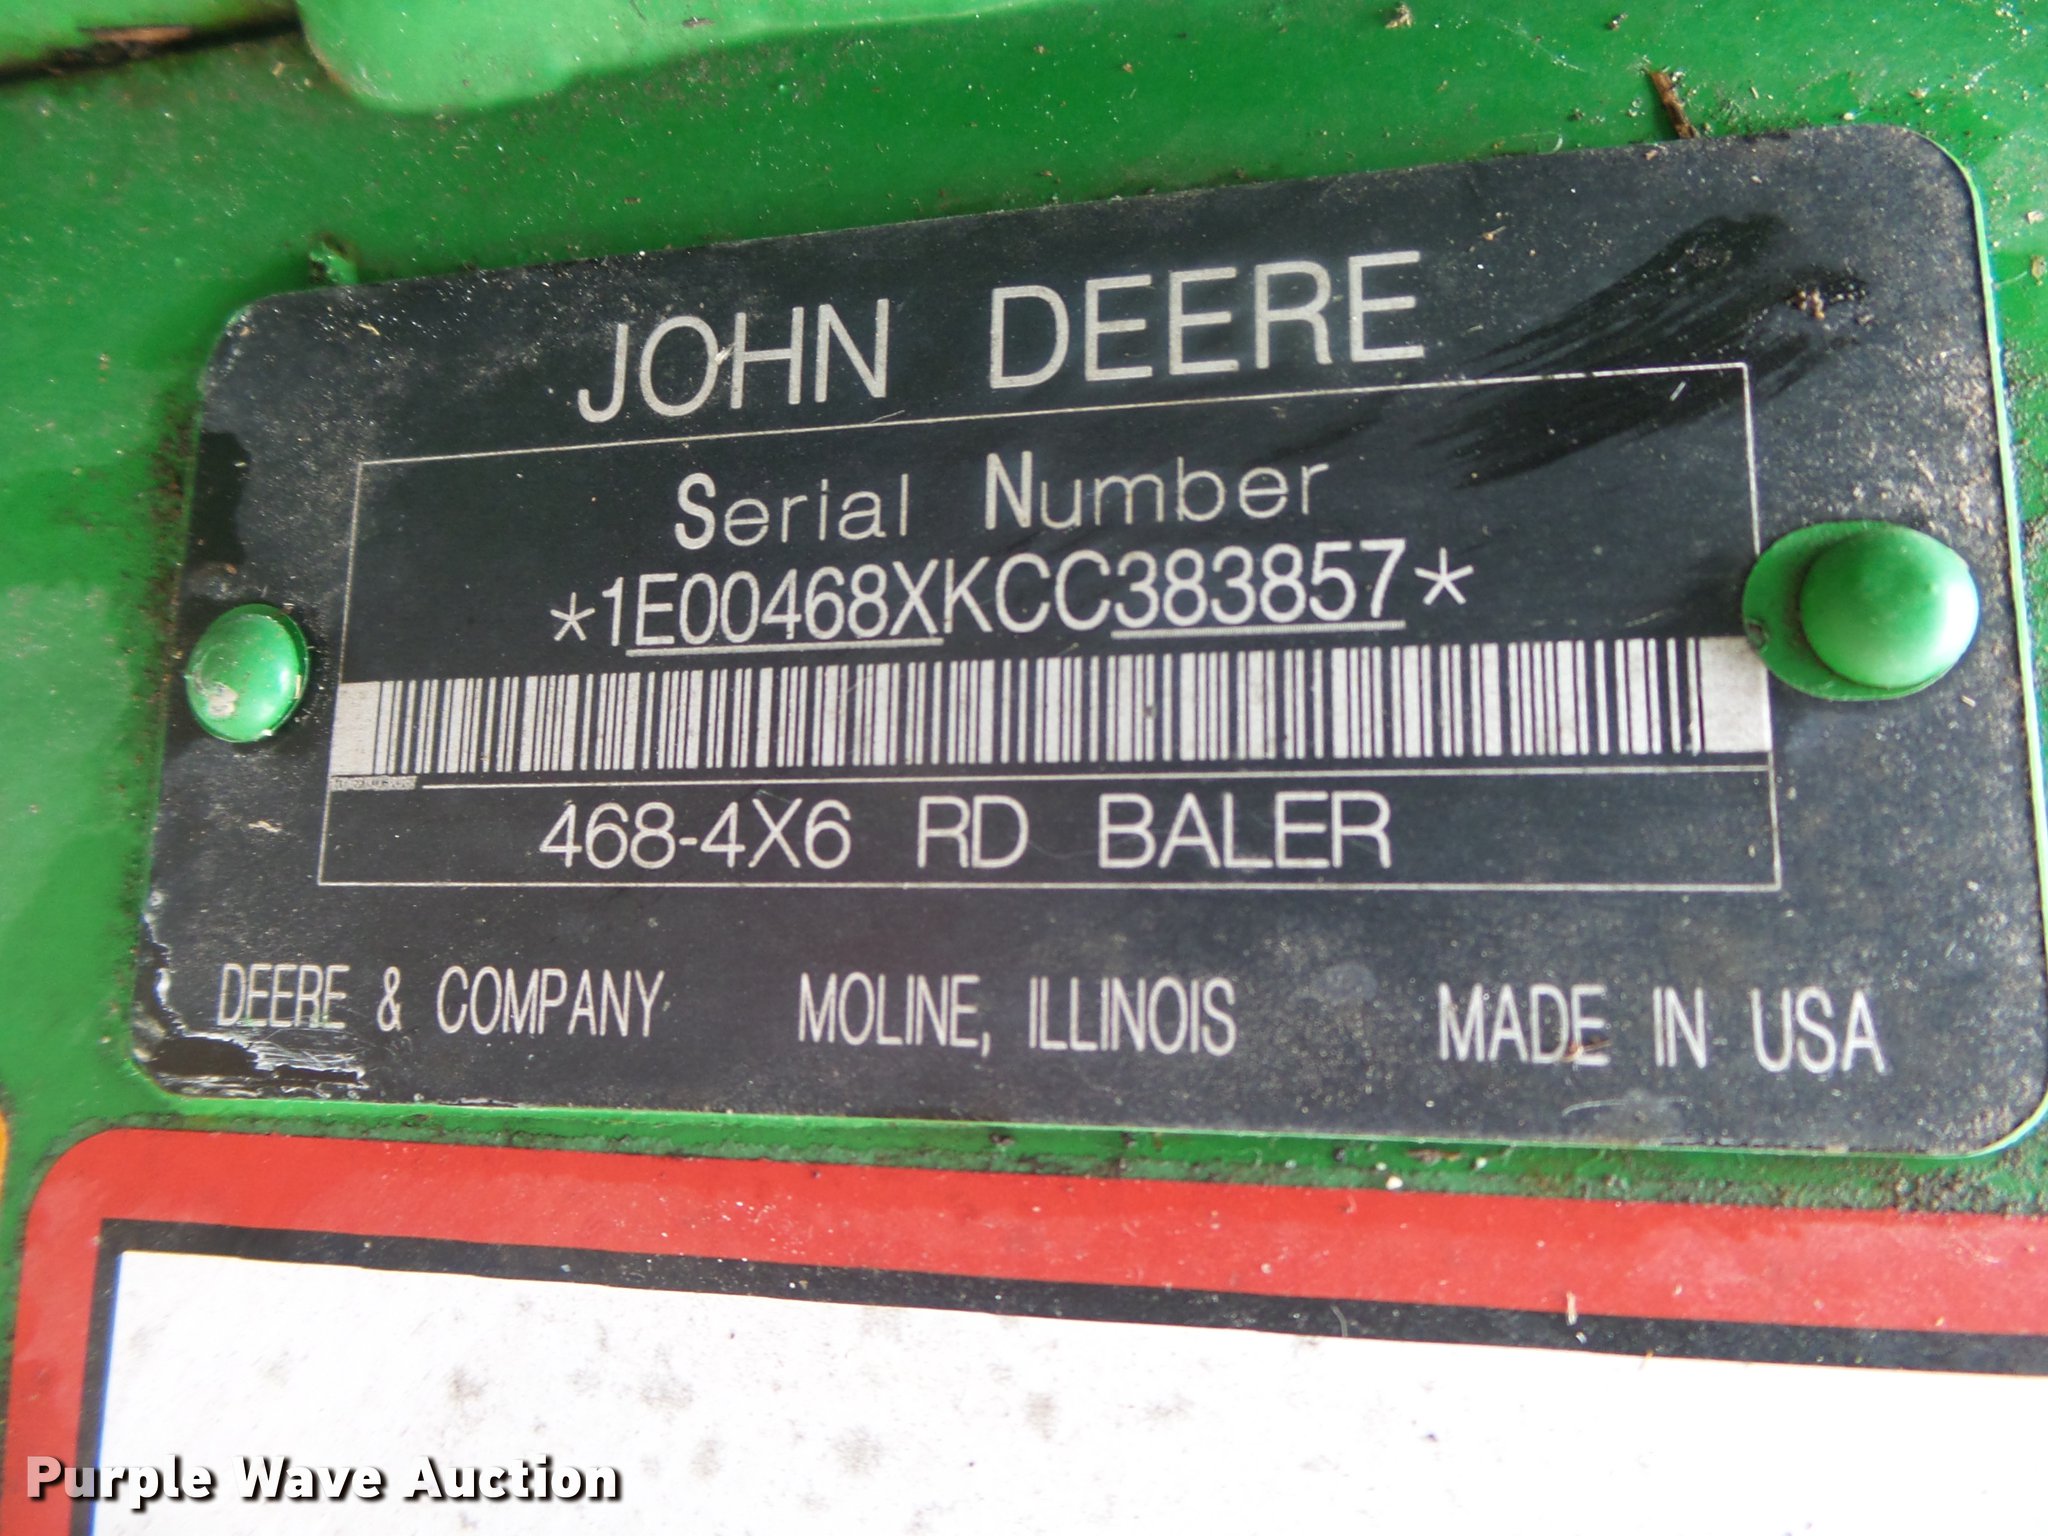 JOHN DEERE
Serial Number
*1E00468XKCC383857*
468-4X6 RD BALER
DEERE & COMPANY MOLINE, ILLINOIS MADE IN USA
Purple Wave Auction